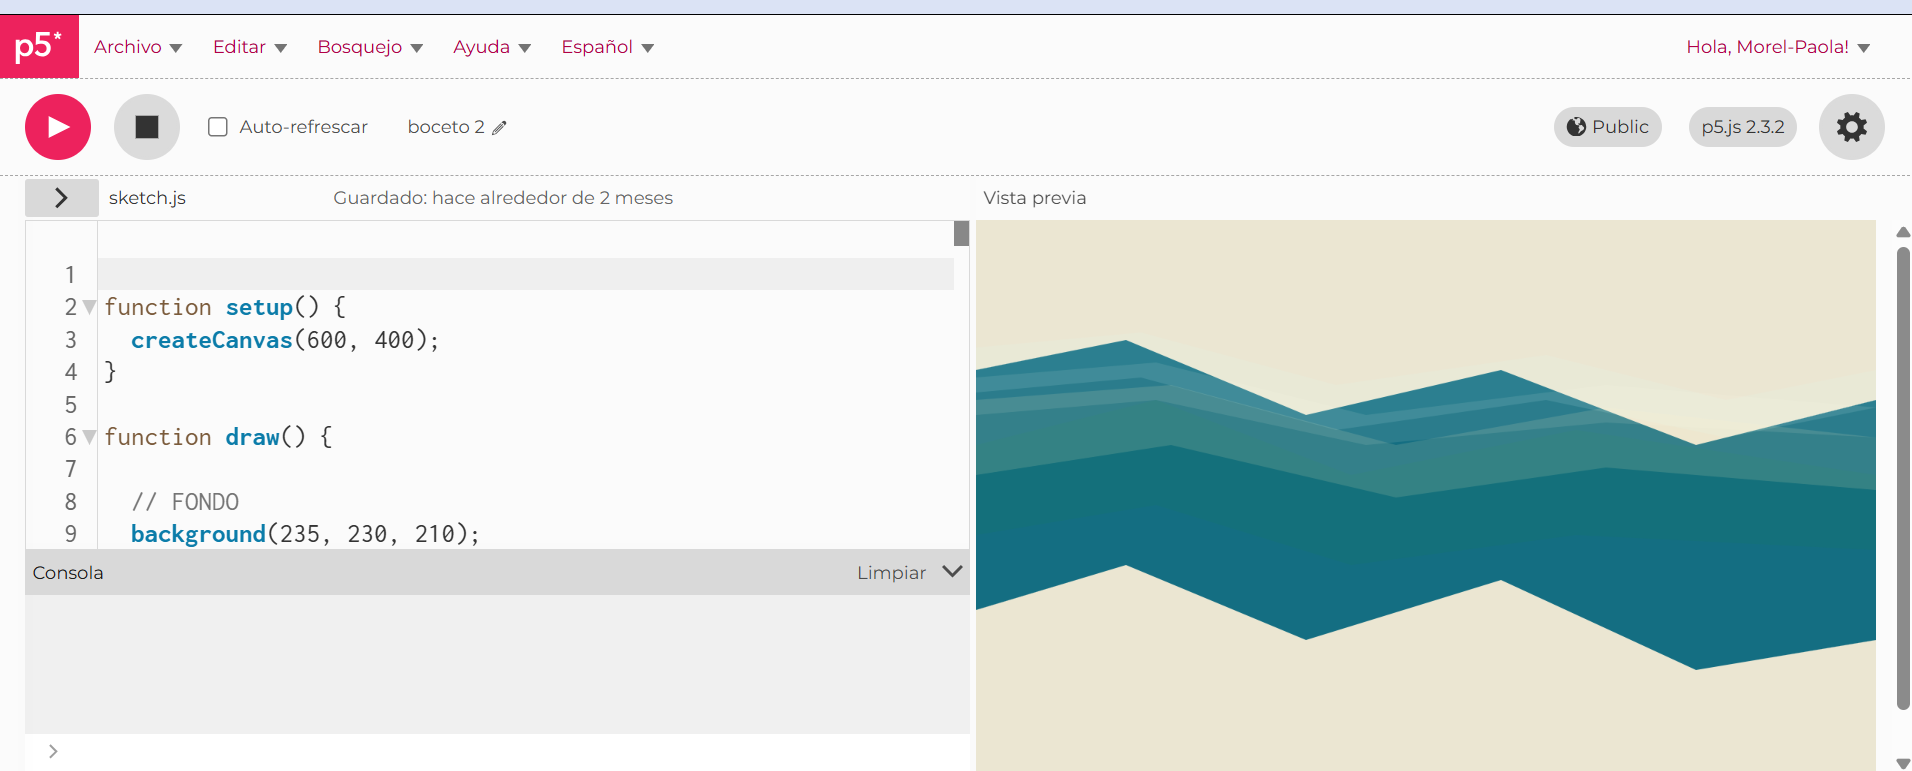 p5*
Archivo Editar Bosquejo Ayuda Español Hola, Morel-Paola!
Auto-refrescar boceto 2 Public p5.js 2.3.2
sketch.js Guardado: hace alrededor de 2 meses Vista previa
1
2 function setup() {
3 createCanvas(600, 400);
4 }
5
6 function draw() {
7
8 // FONDO
9 background(235, 230, 210);
Consola Limpiar
>